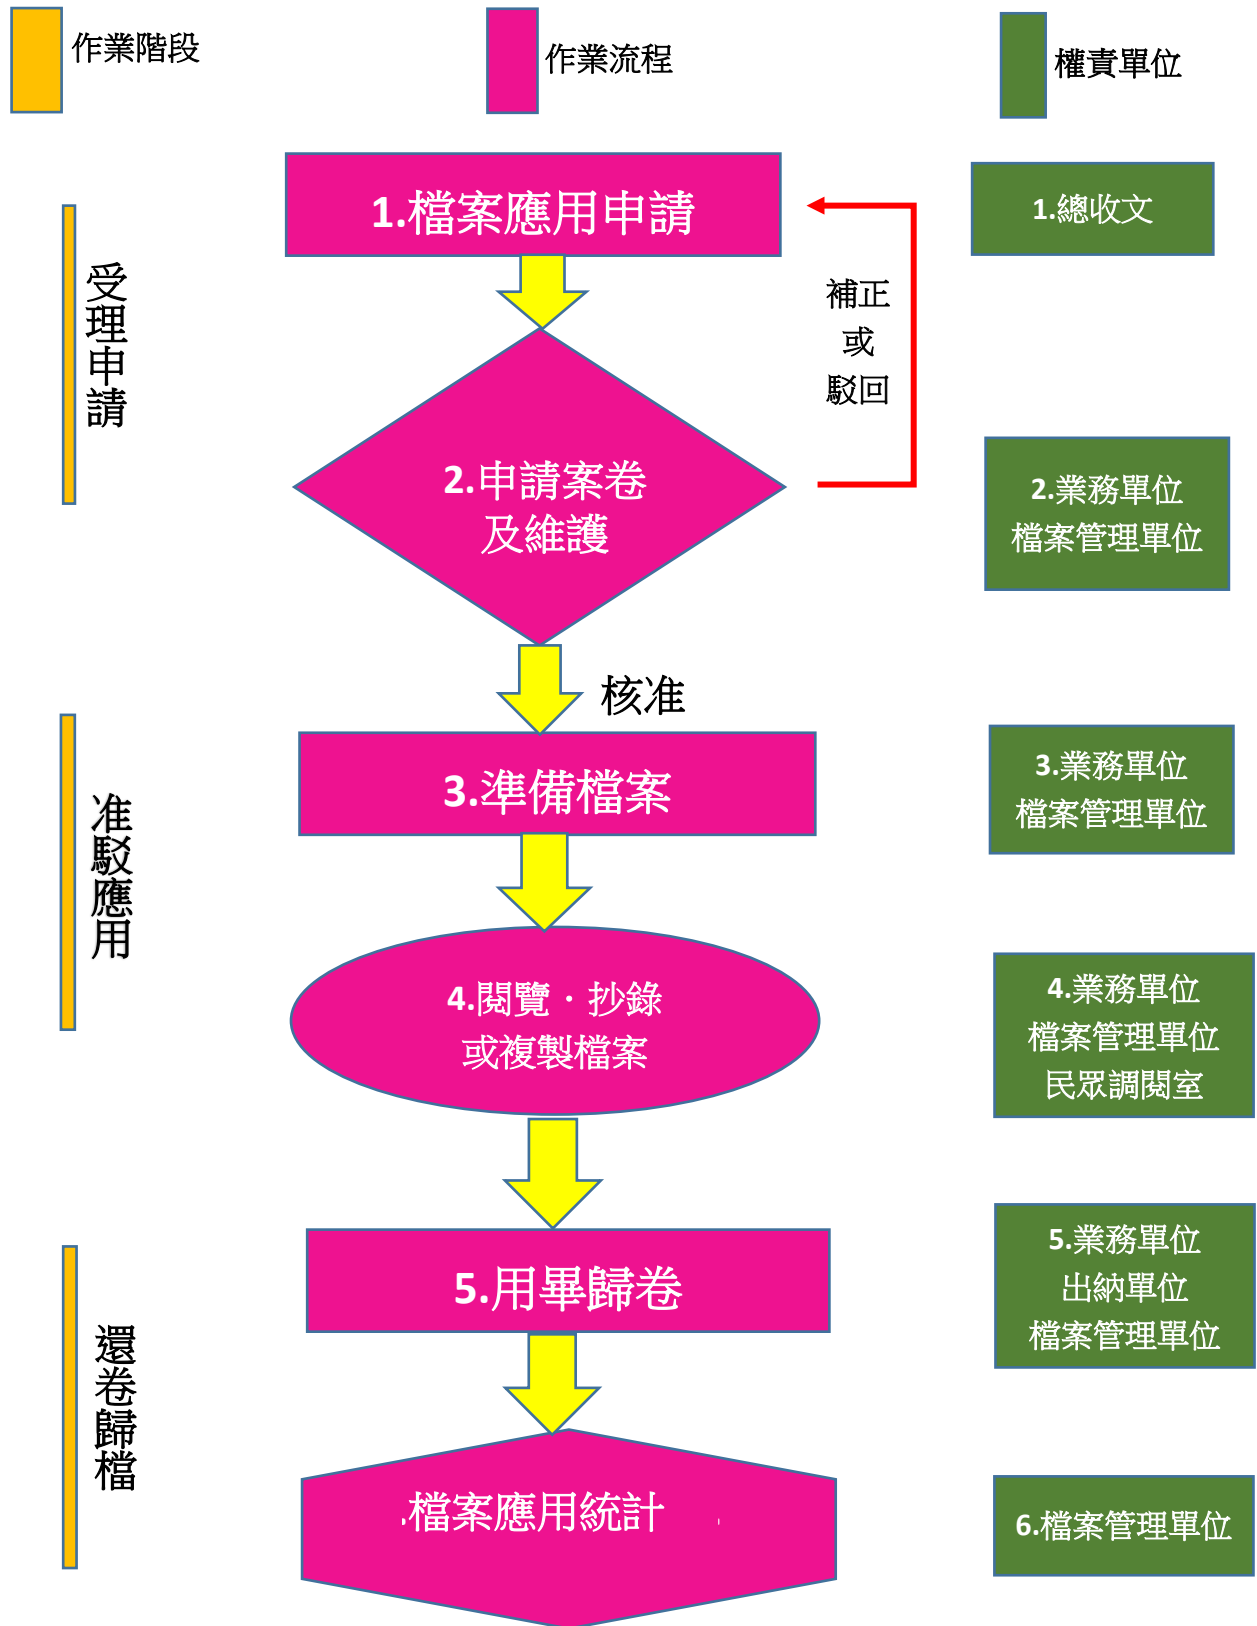 作業階段
作業流程
權責單位
1.檔案應用申請
1.總收文
受理申請
補正
或
駁回
2.申請案卷
及維護
2.業務單位
檔案管理單位
核准
3.準備檔案
3.業務單位
檔案管理單位
准駁應用
4.閱覽．抄錄
或複製檔案
4.業務單位
檔案管理單位
民眾調閱室
5.用畢歸卷
5.業務單位
出納單位
檔案管理單位
還卷歸檔
.檔案應用統計
6.檔案管理單位